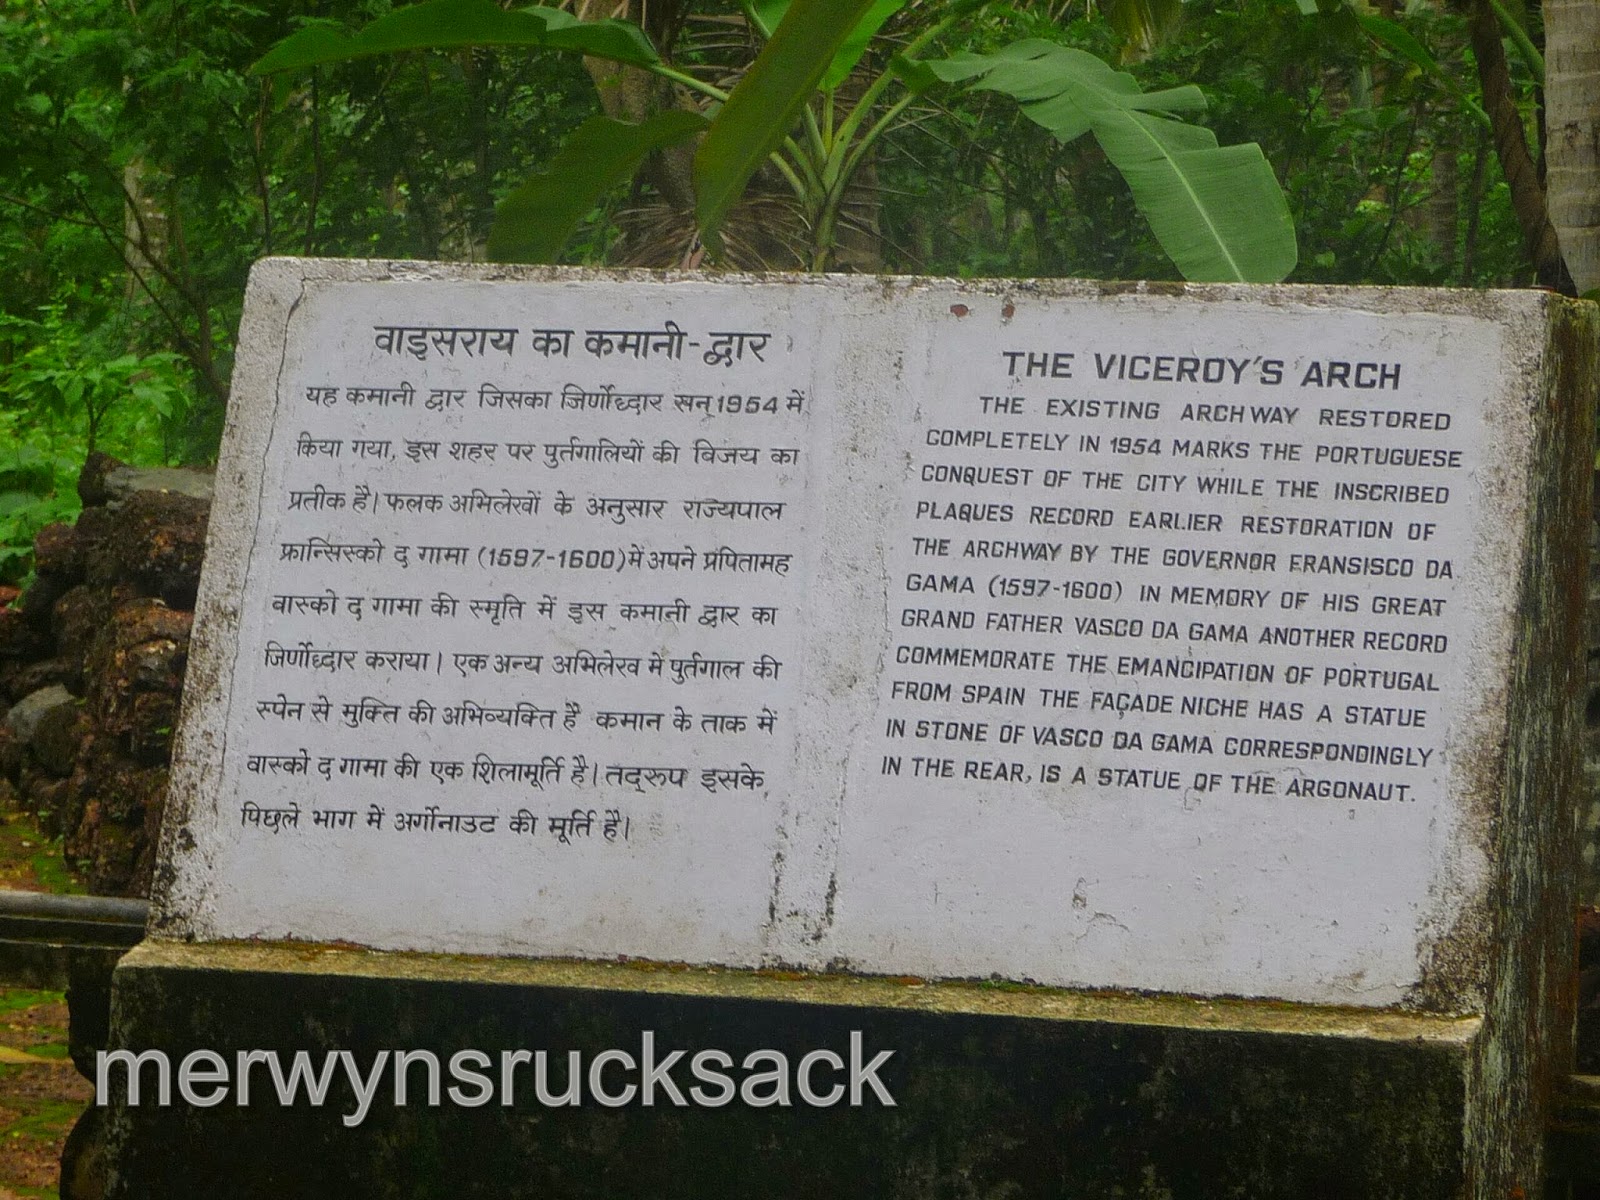 वाइसराय का कमानी-द्वार
यह कमानी द्वार जिसका जिर्णोध्दार सन् 1954 में
किया गया, इस शहर पर पुर्तगालियों की विजय का
प्रतीक है। फलक अभिलेखों के अनुसार राज्यपाल
फ्रान्सिस्को द गामा (1597-1600) में अपने प्रपितामह
वास्को द गामा की स्मृति में इस कमानी द्वार का
जिर्णोध्दार कराया। एक अन्य अभिलेख मे पुर्तगाल की
स्पेन से मुक्ति की अभिव्यक्ति है कमान के ताक में
वास्को द गामा की एक शिलामूर्ति है। तद्रूप इसके
पिछले भाग में अर्गोनाउट की मूर्ति है।
THE VICEROY'S ARCH
THE EXISTING ARCHWAY RESTORED
COMPLETELY IN 1954 MARKS THE PORTUGUESE
CONQUEST OF THE CITY WHILE THE INSCRIBED
PLAQUES RECORD EARLIER RESTORATION OF
THE ARCHWAY BY THE GOVERNOR FRANSISCO DA
GAMA (1597-1600) IN MEMORY OF HIS GREAT
GRAND FATHER VASCO DA GAMA ANOTHER RECORD
COMMEMORATE THE EMANCIPATION OF PORTUGAL
FROM SPAIN THE FAÇADE NICHE HAS A STATUE
IN STONE OF VASCO DA GAMA CORRESPONDINGLY
IN THE REAR, IS A STATUE OF THE ARGONAUT.
merwynsrucksack